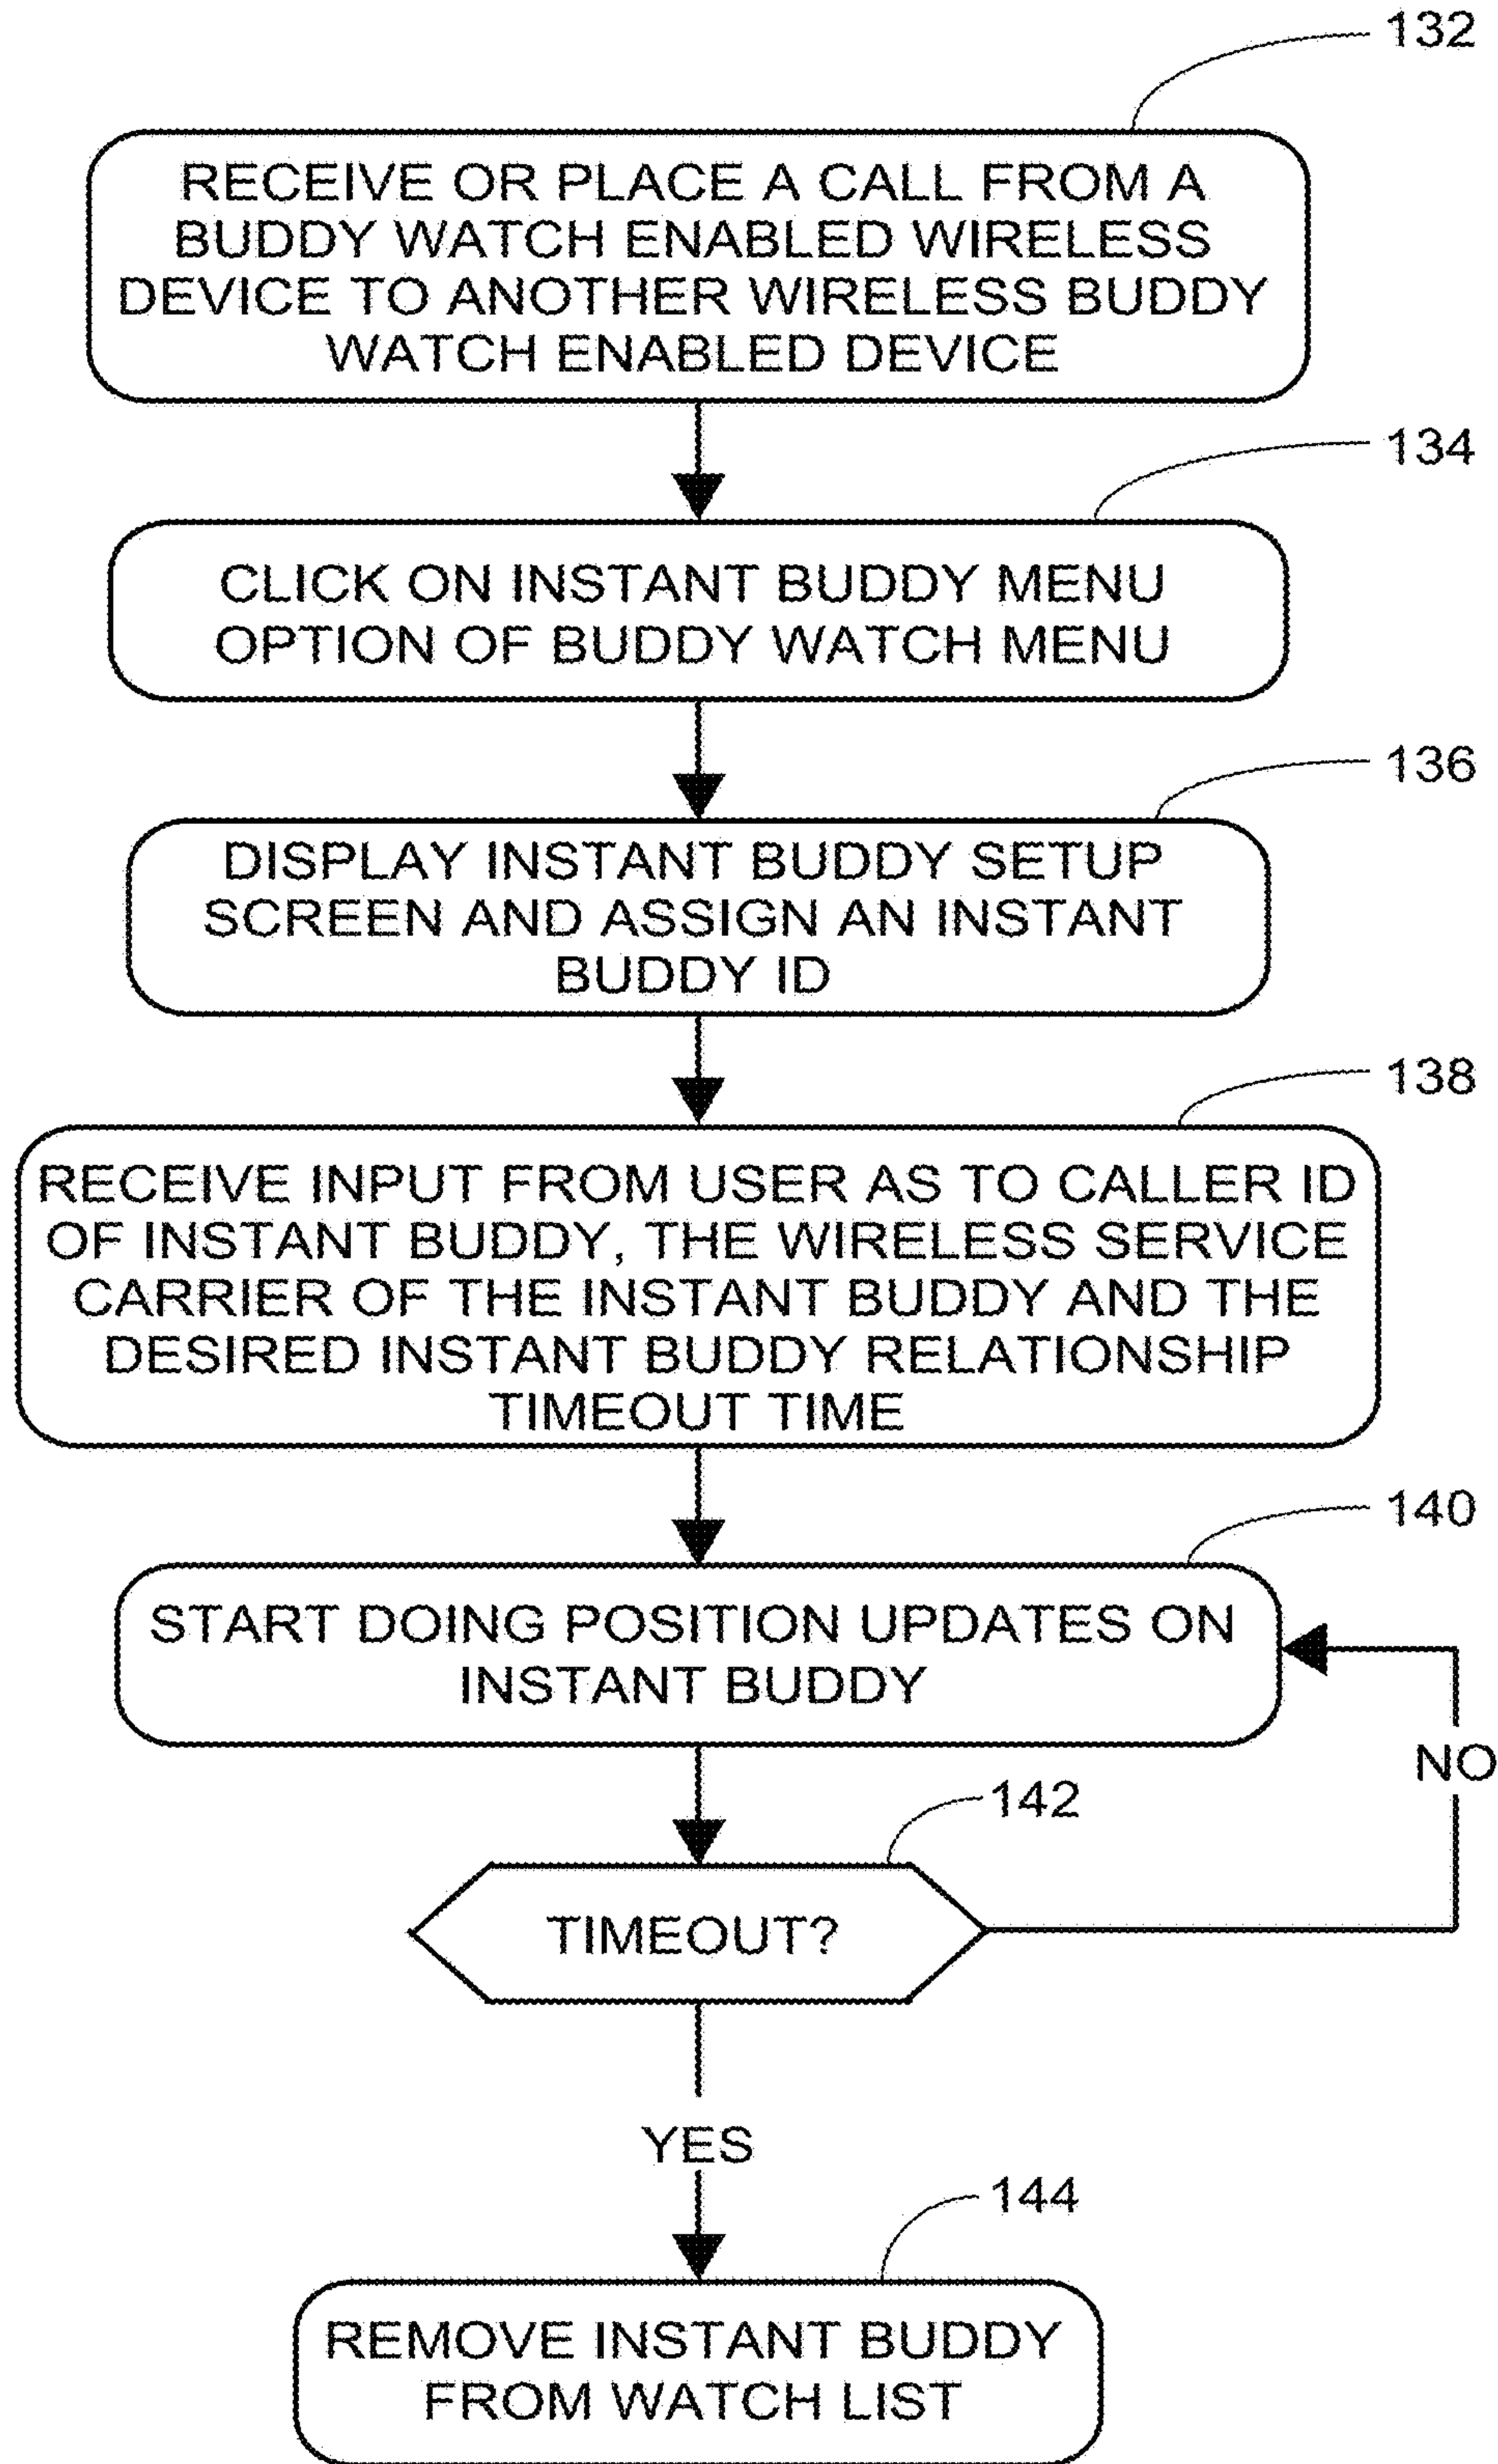 132
RECEIVE OR PLACE A CALL FROM A
BUDDY WATCH ENABLED WIRELESS
DEVICE TO ANOTHER WIRELESS BUDDY
WATCH ENABLED DEVICE
134
CLICK ON INSTANT BUDDY MENU
OPTION OF BUDDY WATCH MENU
136
DISPLAY INSTANT BUDDY SETUP
SCREEN AND ASSIGN AN INSTANT
BUDDY ID
138
RECEIVE INPUT FROM USER AS TO CALLER ID
OF INSTANT BUDDY, THE WIRELESS SERVICE
CARRIER OF THE INSTANT BUDDY AND THE
DESIRED INSTANT BUDDY RELATIONSHIP
TIMEOUT TIME
140
START DOING POSITION UPDATES ON
INSTANT BUDDY
NO
142
TIMEOUT?
YES
144
REMOVE INSTANT BUDDY
FROM WATCH LIST